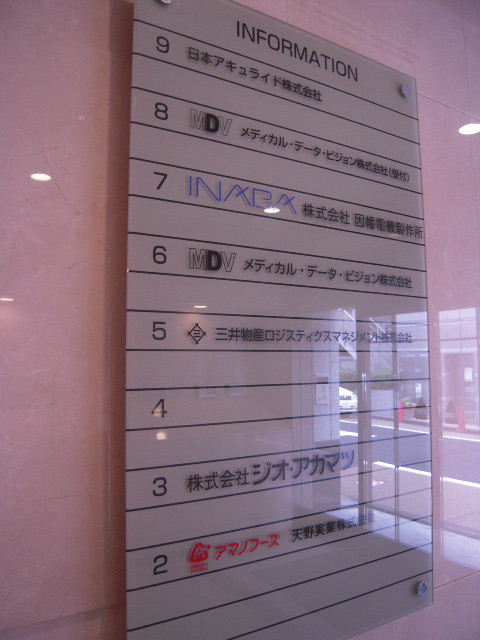 INFORMATION
9 日本アキュライド株式会社
8 MDV メディカル・データ・ビジョン株式会社(受付)
7 INABA 株式会社 因幡電機製作所
6 MDV メディカル・データ・ビジョン株式会社
5 三井物産ロジスティクスマネジメント株式会社
4
3 株式会社 ジオ・アカマツ
2 アマノフーズ 天野実業株式会社